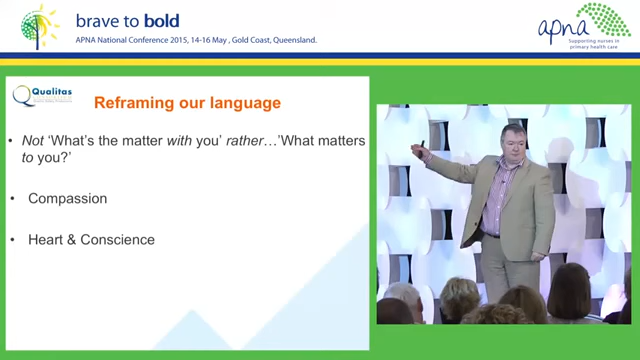 brave to bold
APNA National Conference 2015, 14-16 May, Gold Coast, Queensland.
apna
Supporting nurses in
primary health care
Qualitas
Reframing our language
• Not ‘What's the matter with you’ rather…‘What matters
to you?’
• Compassion
• Heart & Conscience